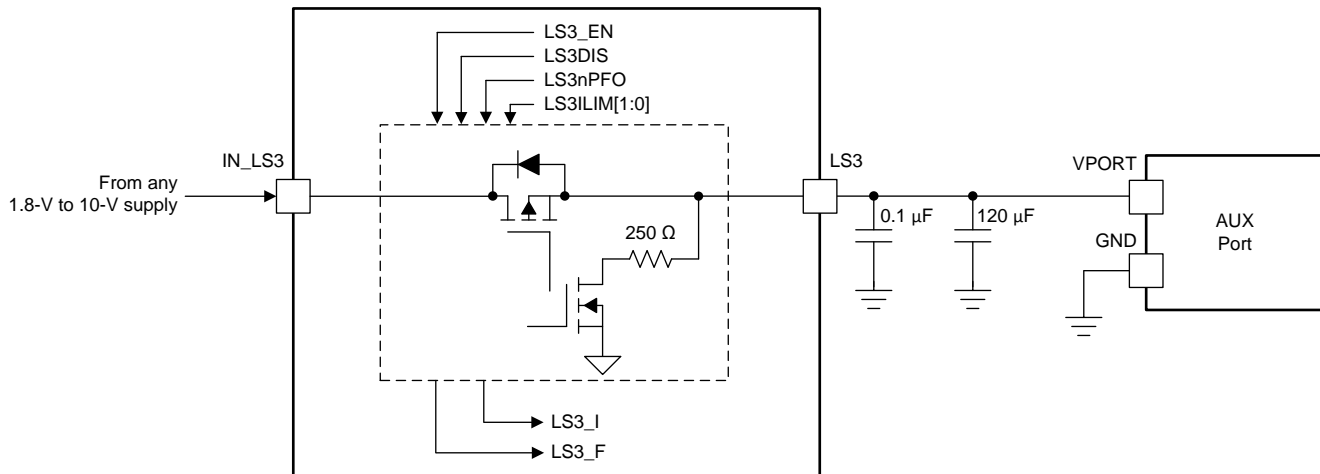 LS3_EN
LS3DIS
LS3nPFO
LS3ILIM[1:0]
IN_LS3
LS3
VPORT
From any
1.8-V to 10-V supply
0.1 µF
120 µF
AUX
Port
250 Ω
GND
LS3_I
LS3_F